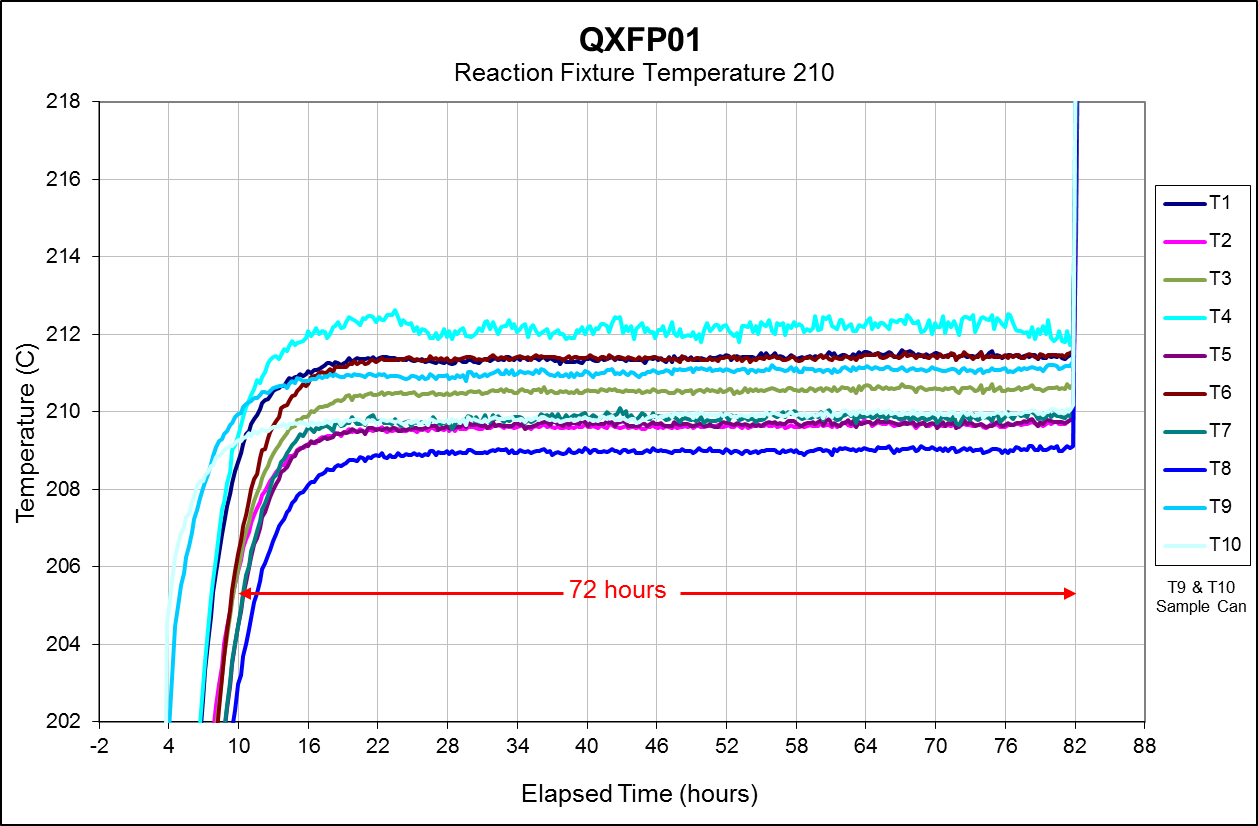 QXFP01
Reaction Fixture Temperature 210
218
216
214
212
210
208
206
204
202
Temperature (C)
72 hours
-2 4 10 16 22 28 34 40 46 52 58 64 70 76 82 88
Elapsed Time (hours)
T1
T2
T3
T4
T5
T6
T7
T8
T9
T10
T9 & T10
Sample Can